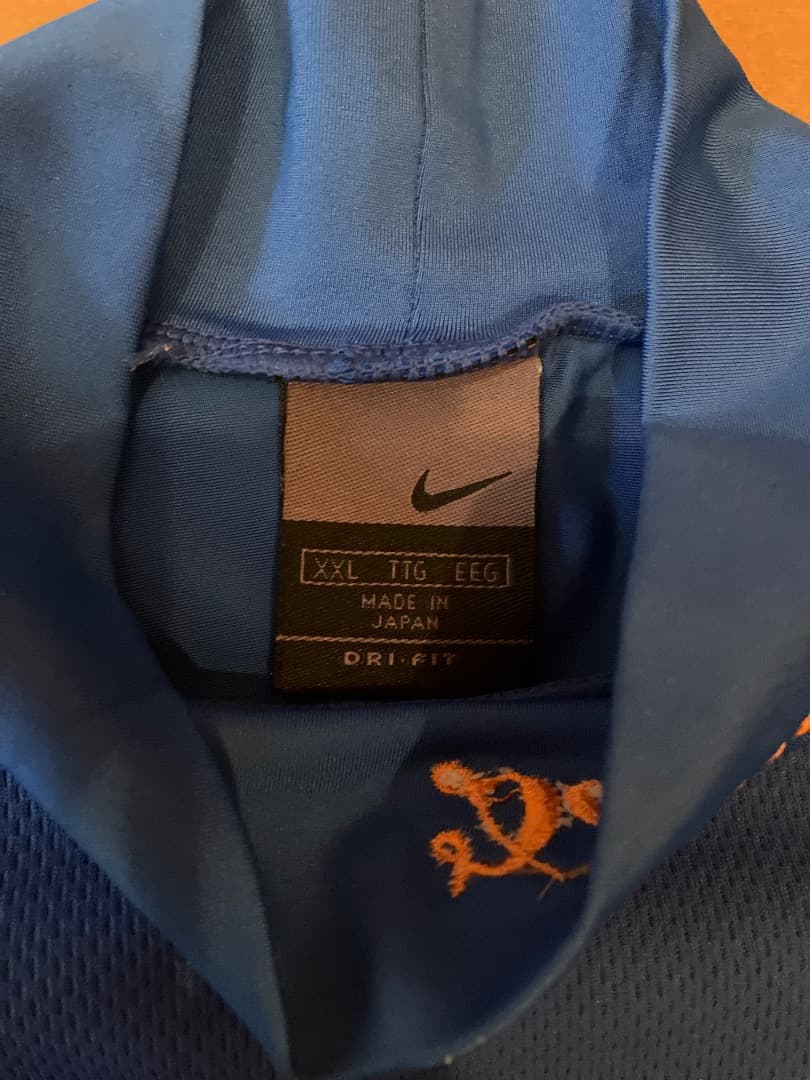 XXL TTG EEG
MADE IN
JAPAN
DRI-FIT